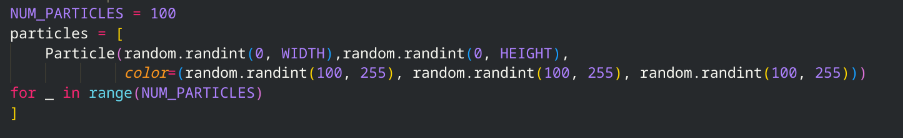 NUM_PARTICLES = 100
particles = [
    Particle(random.randint(0, WIDTH),random.randint(0, HEIGHT),
             color=(random.randint(100, 255), random.randint(100, 255), random.randint(100, 255)))
for _ in range(NUM_PARTICLES)
]